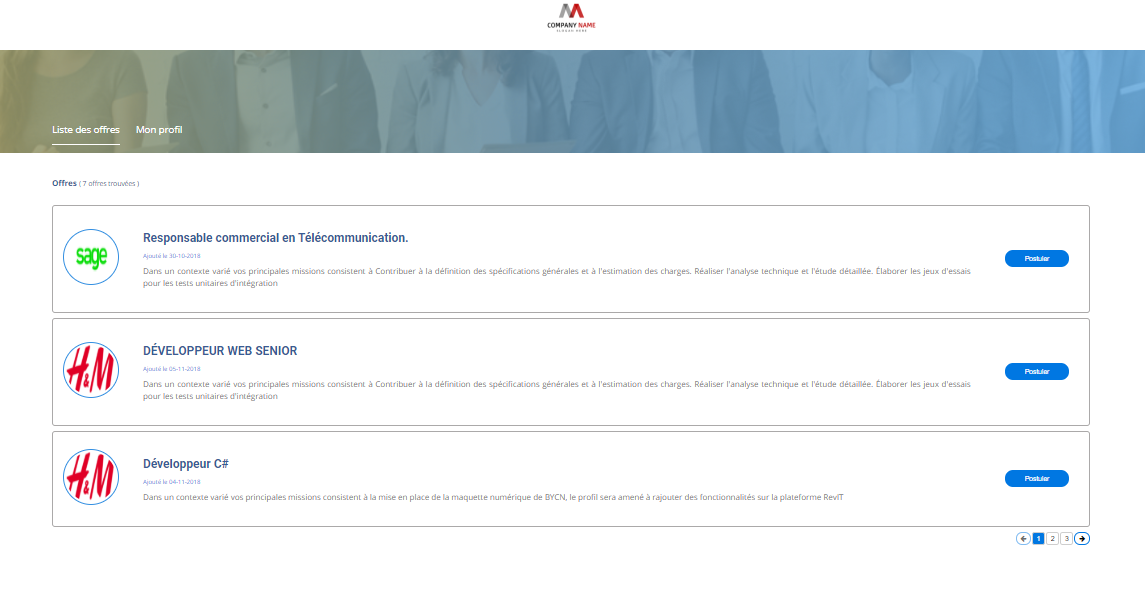 COMPANY NAME
SLOGAN HERE
Liste des offres
Mon profil
Offres ( 7 offres trouvées )
sage
Responsable commercial en Télécommunication.
Ajouté le 30-10-2018
Dans un contexte varié vos principales missions consistent à Contribuer à la définition des spécifications générales et à l'estimation des charges. Réaliser l'analyse technique et l'étude détaillée. Élaborer les jeux d'essais
pour les tests unitaires d'intégration
Postuler
H&M
DÉVELOPPEUR WEB SENIOR
Ajouté le 05-11-2018
Dans un contexte varié vos principales missions consistent à Contribuer à la définition des spécifications générales et à l'estimation des charges. Réaliser l'analyse technique et l'étude détaillée. Élaborer les jeux d'essais
pour les tests unitaires d'intégration
Postuler
H&M
Développeur C#
Ajouté le 04-11-2018
Dans un contexte varié vos principales missions consistent à la mise en place de la maquette numérique de BYCN, le profil sera amené à rajouter des fonctionnalités sur la plateforme RevIT
Postuler
1 2 3